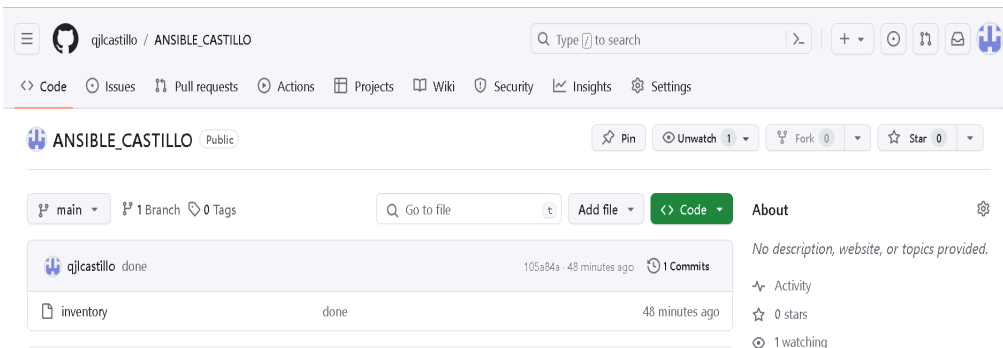 qjlcastillo / ANSIBLE_CASTILLO Type / to search
Code Issues Pull requests Actions Projects Wiki Security Insights Settings
ANSIBLE_CASTILLO Public Pin Unwatch 1 Fork 0 Star 0
main 1 Branch 0 Tags Go to file t Add file Code About
No description, website, or topics provided.
qjlcastillo done 105a84a · 48 minutes ago 1 Commits
Activity
inventory done 48 minutes ago
0 stars
1 watching